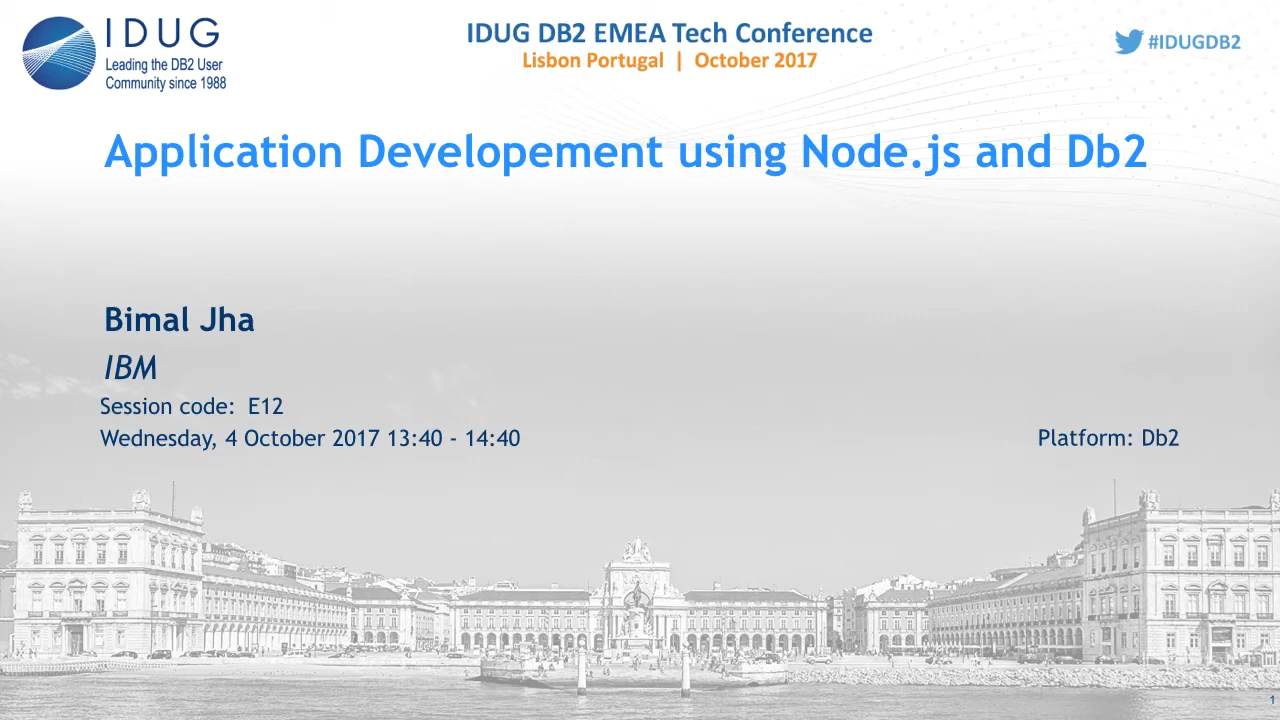 IDUG
Leading the DB2 User
Community since 1988
IDUG DB2 EMEA Tech Conference
Lisbon Portugal | October 2017
#IDUGDB2
Application Developement using Node.js and Db2
Bimal Jha
IBM
Session code: E12
Wednesday, 4 October 2017 13:40 - 14:40
Platform: Db2
1